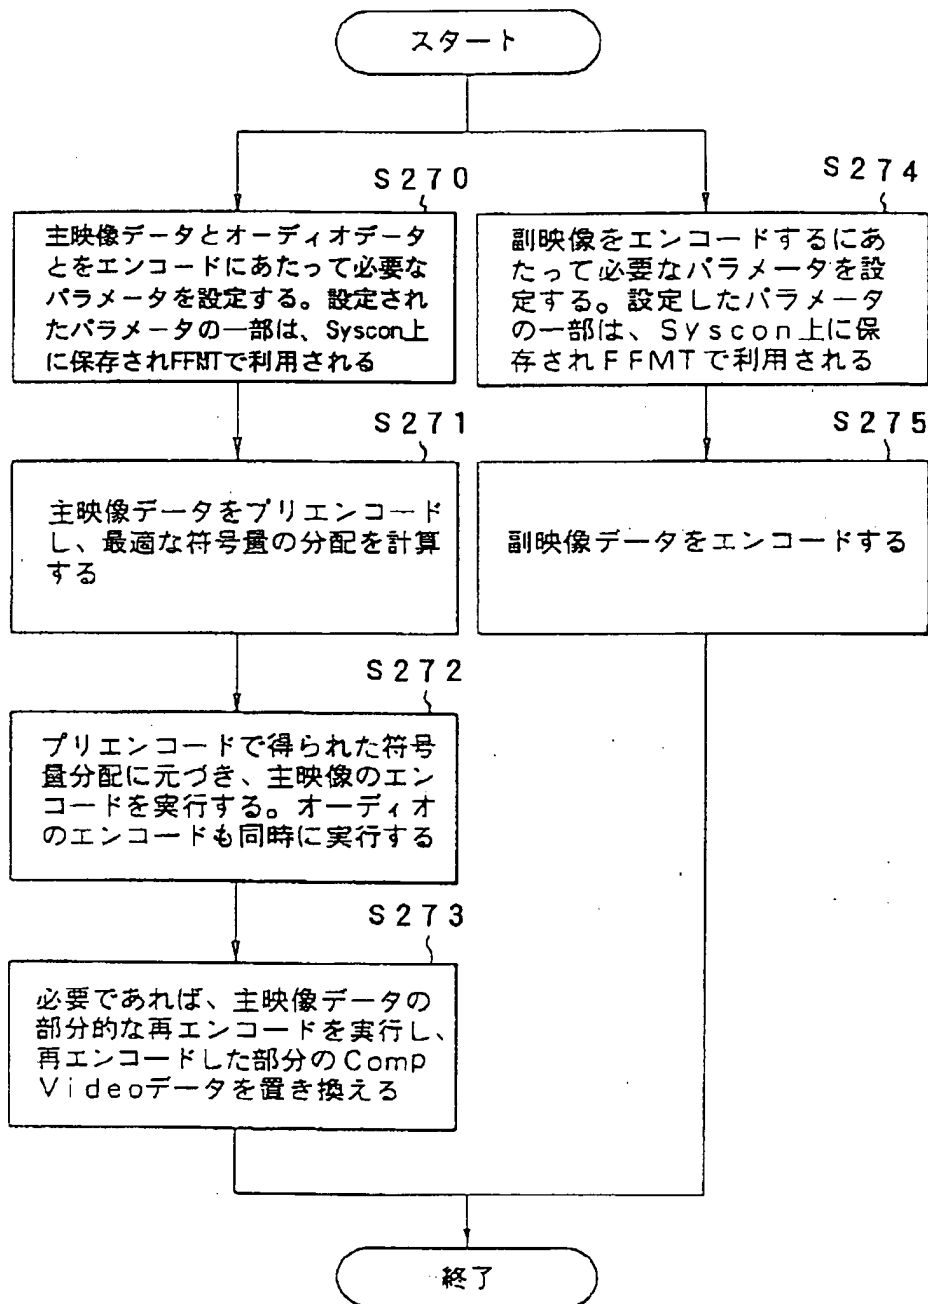 スタート
S270
主映像データとオーディオデータ
とをエンコードにあたって必要な
パラメータを設定する。設定され
たパラメータの一部は、Syscon上
に保存されFFMTで利用される
S271
主映像データをプリエンコード
し、最適な符号量の分配を計算
する
S272
プリエンコードで得られた符号
量分配に元づき、主映像のエン
コードを実行する。オーディオ
のエンコードも同時に実行する
S273
必要であれば、主映像データの
部分的な再エンコードを実行し、
再エンコードした部分のComp
Videoデータを置き換える
S274
副映像をエンコードするにあ
たって必要なパラメータを設
定する。設定したパラメータ
の一部は、Syscon上に保
存されFFMTで利用される
S275
副映像データをエンコードする
終了